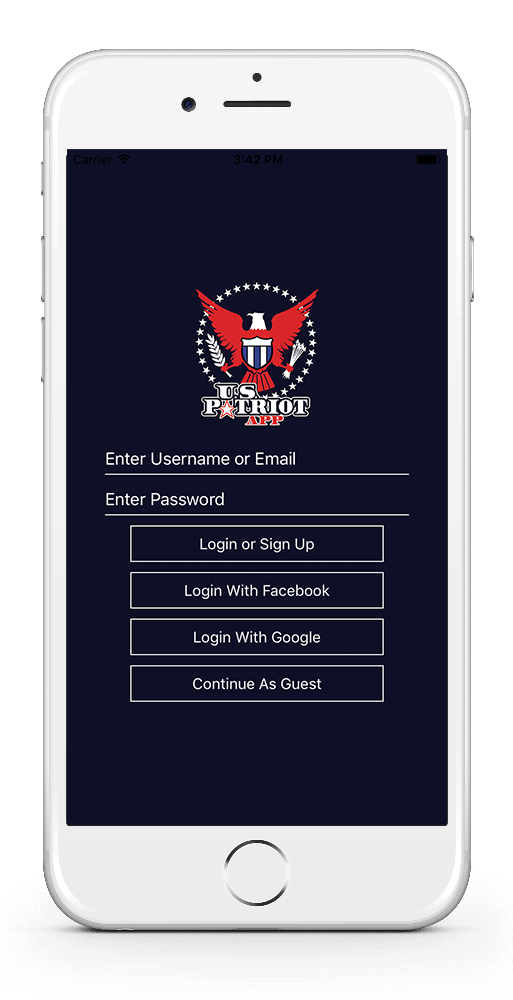 Carrier 3:42 PM
US
PATRIOT
APP
Enter Username or Email
Enter Password
Login or Sign Up
Login With Facebook
Login With Google
Continue As Guest